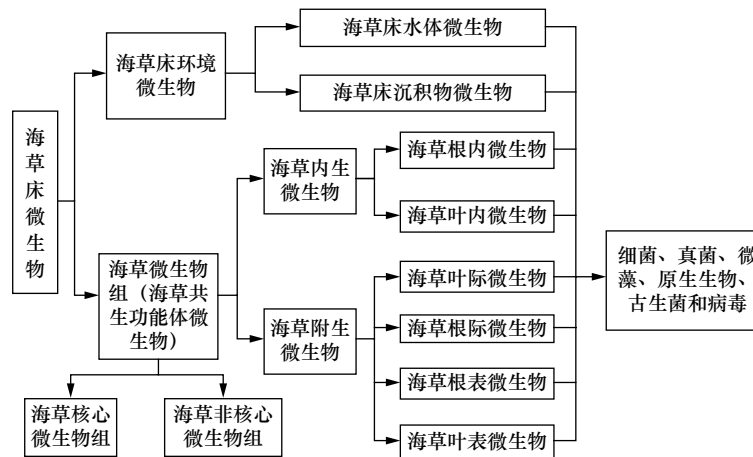 海草床水体微生物
海草床环境
微生物
海草床沉积物微生物
海
草
床
微
生
物
海草根内微生物
海草内生
微生物
海草叶内微生物
细菌、真菌、微
藻、原生生物、
古生菌和病毒
海草微生物
组（海草共
生功能体微
生物）
海草叶际微生物
海草附生
微生物
海草根际微生物
海草根表微生物
海草叶表微生物
海草核心
微生物组
海草非核心
微生物组